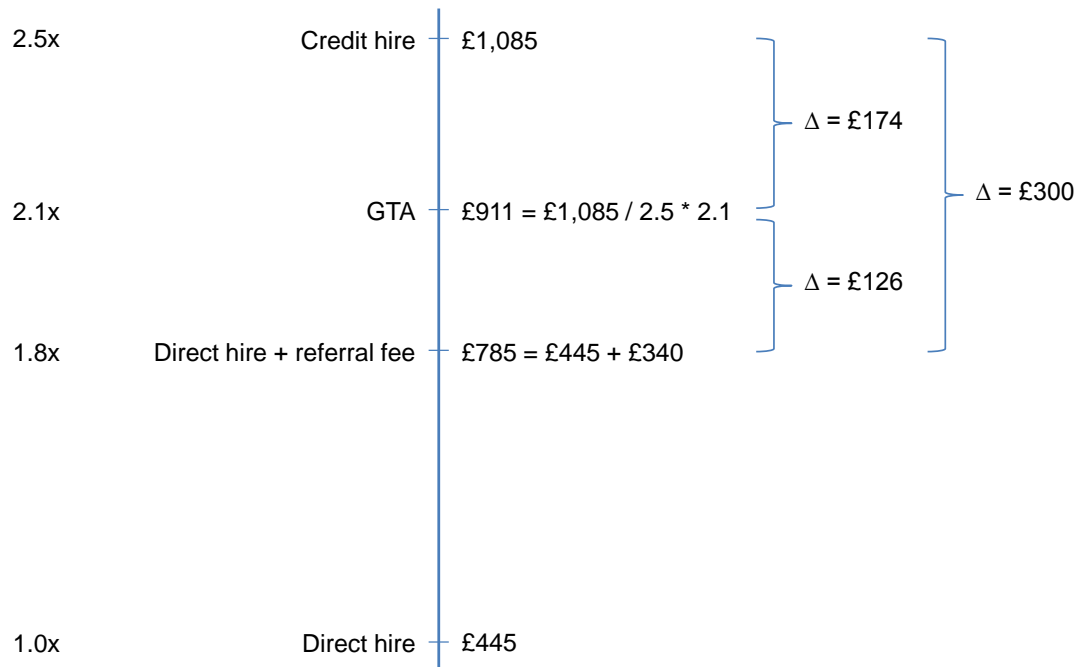 2.5x Credit hire £1,085
∆ = £174
∆ = £300
2.1x GTA £911 = £1,085 / 2.5 * 2.1
∆ = £126
1.8x Direct hire + referral fee £785 = £445 + £340
1.0x Direct hire £445